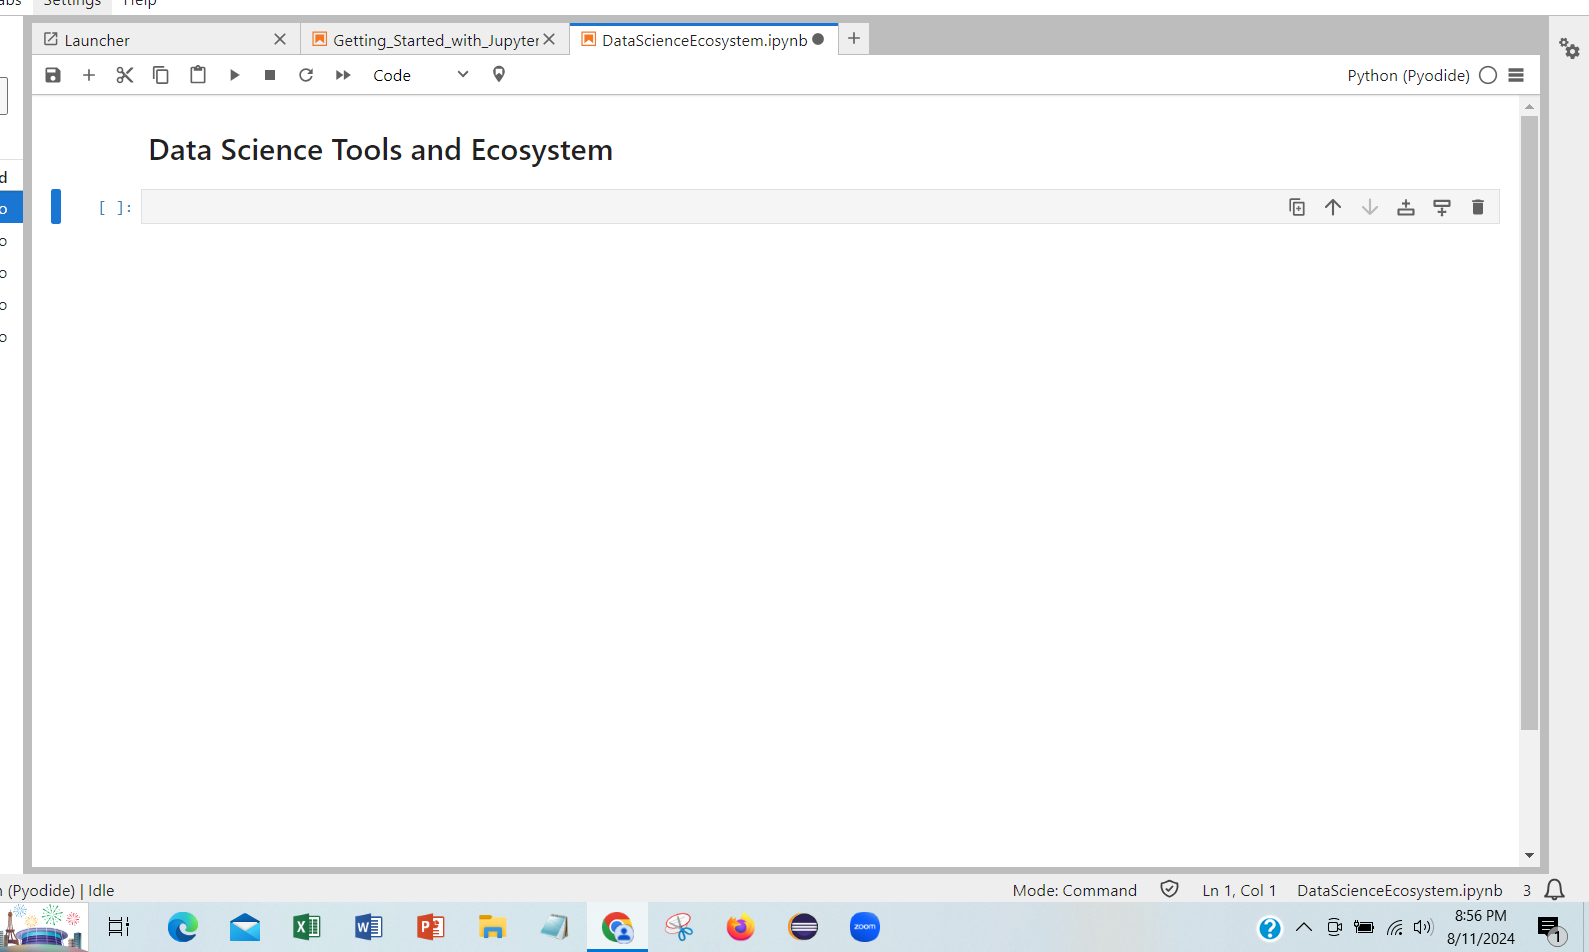 Settings
Help
Launcher
Getting_Started_with_Jupyter
DataScienceEcosystem.ipynb
Code
Python (Pyodide)
Data Science Tools and Ecosystem
[ ]:
d
o
o
o
o
o
(Pyodide) | Idle
Mode: Command
Ln 1, Col 1
DataScienceEcosystem.ipynb
3
zoom
8:56 PM
8/11/2024
1